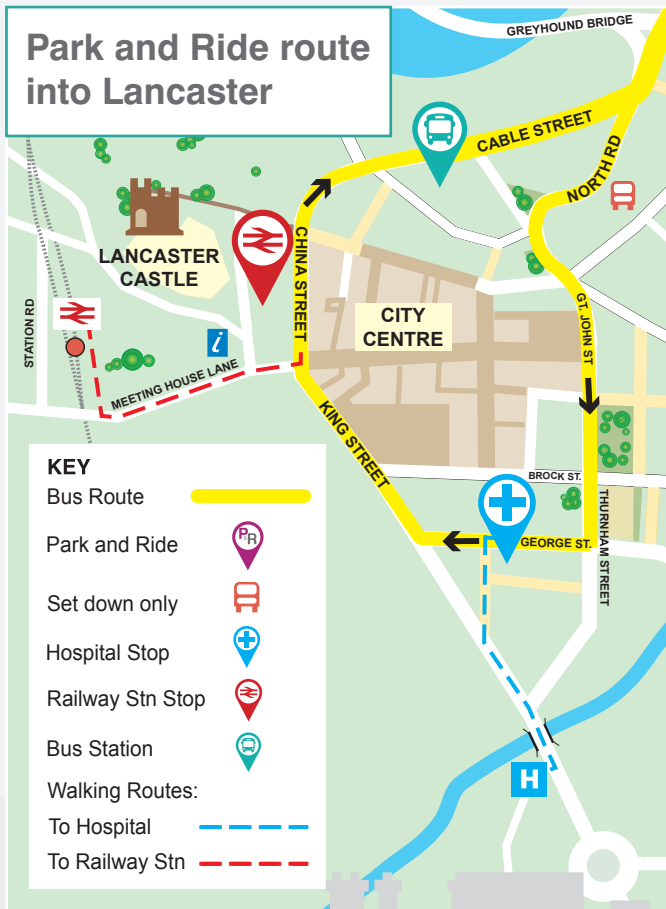 Park and Ride route
into Lancaster
GREYHOUND BRIDGE
CABLE STREET
NORTH RD
CHINA STREET
LANCASTER
CASTLE
STATION RD
i
CITY
CENTRE
GT. JOHN ST
MEETING HOUSE LANE
KING STREET
BROCK ST.
GEORGE ST.
THURNHAM STREET
H
KEY
Bus Route
Park and Ride
P+R
Set down only
Hospital Stop
Railway Stn Stop
Bus Station
Walking Routes:
To Hospital
To Railway Stn